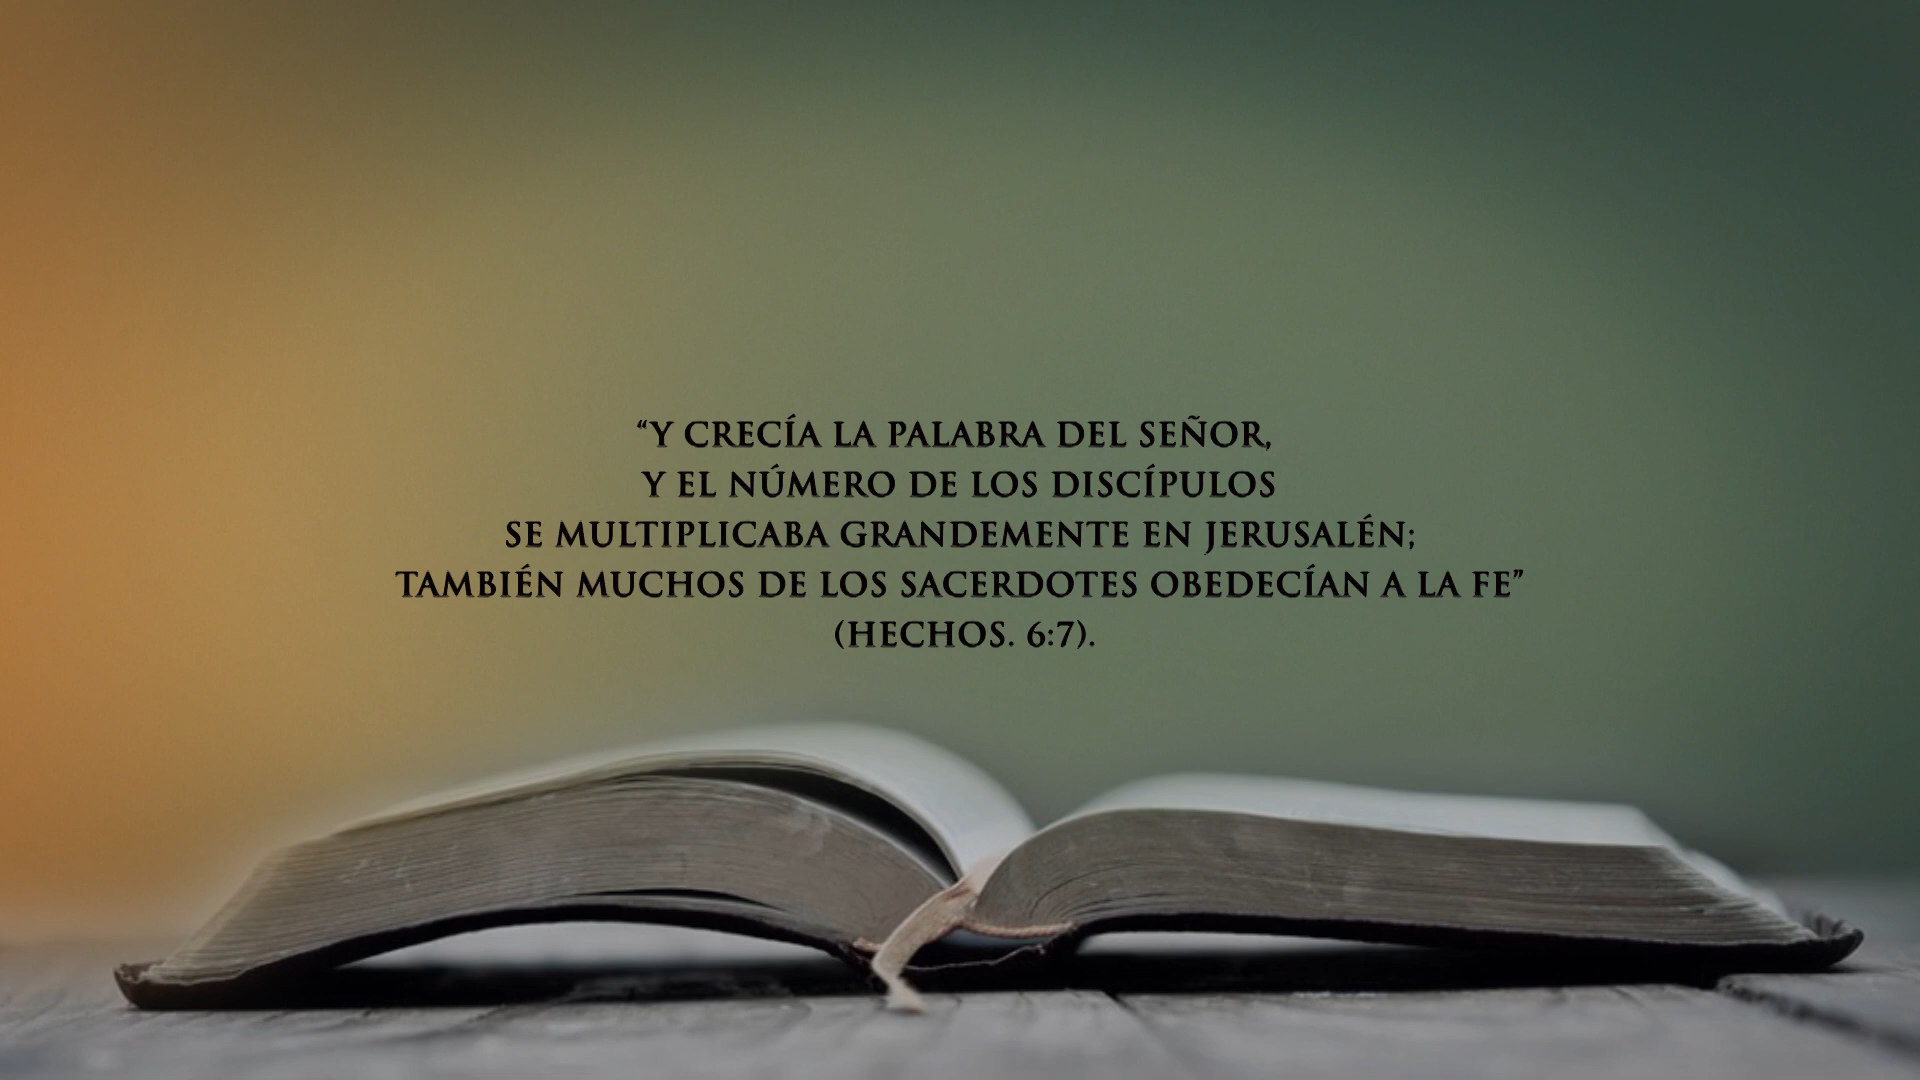 “Y CRECÍA LA PALABRA DEL SEÑOR,
Y EL NÚMERO DE LOS DISCÍPULOS
SE MULTIPLICABA GRANDEMENTE EN JERUSALÉN;
TAMBIÉN MUCHOS DE LOS SACERDOTES OBEDECÍAN A LA FE”
(HECHOS. 6:7).